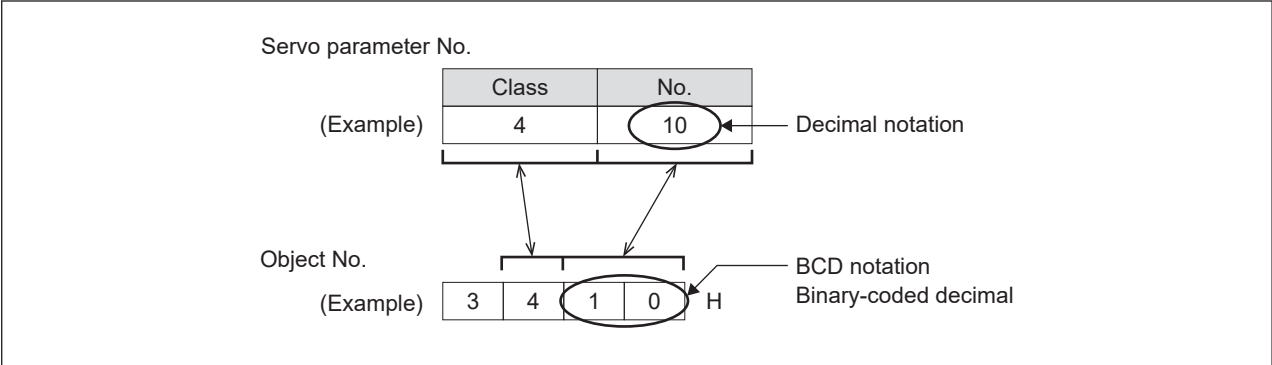 Servo parameter No.
Class No.
(Example) 4 10 Decimal notation
Object No.
(Example) 3 4 1 0 H
BCD notation
Binary-coded decimal